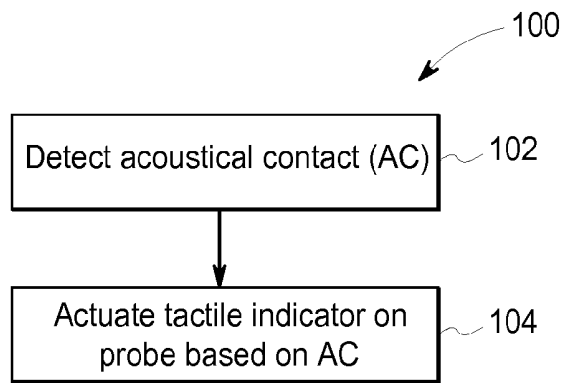 100
Detect acoustical contact (AC)
102
Actuate tactile indicator on
probe based on AC
104